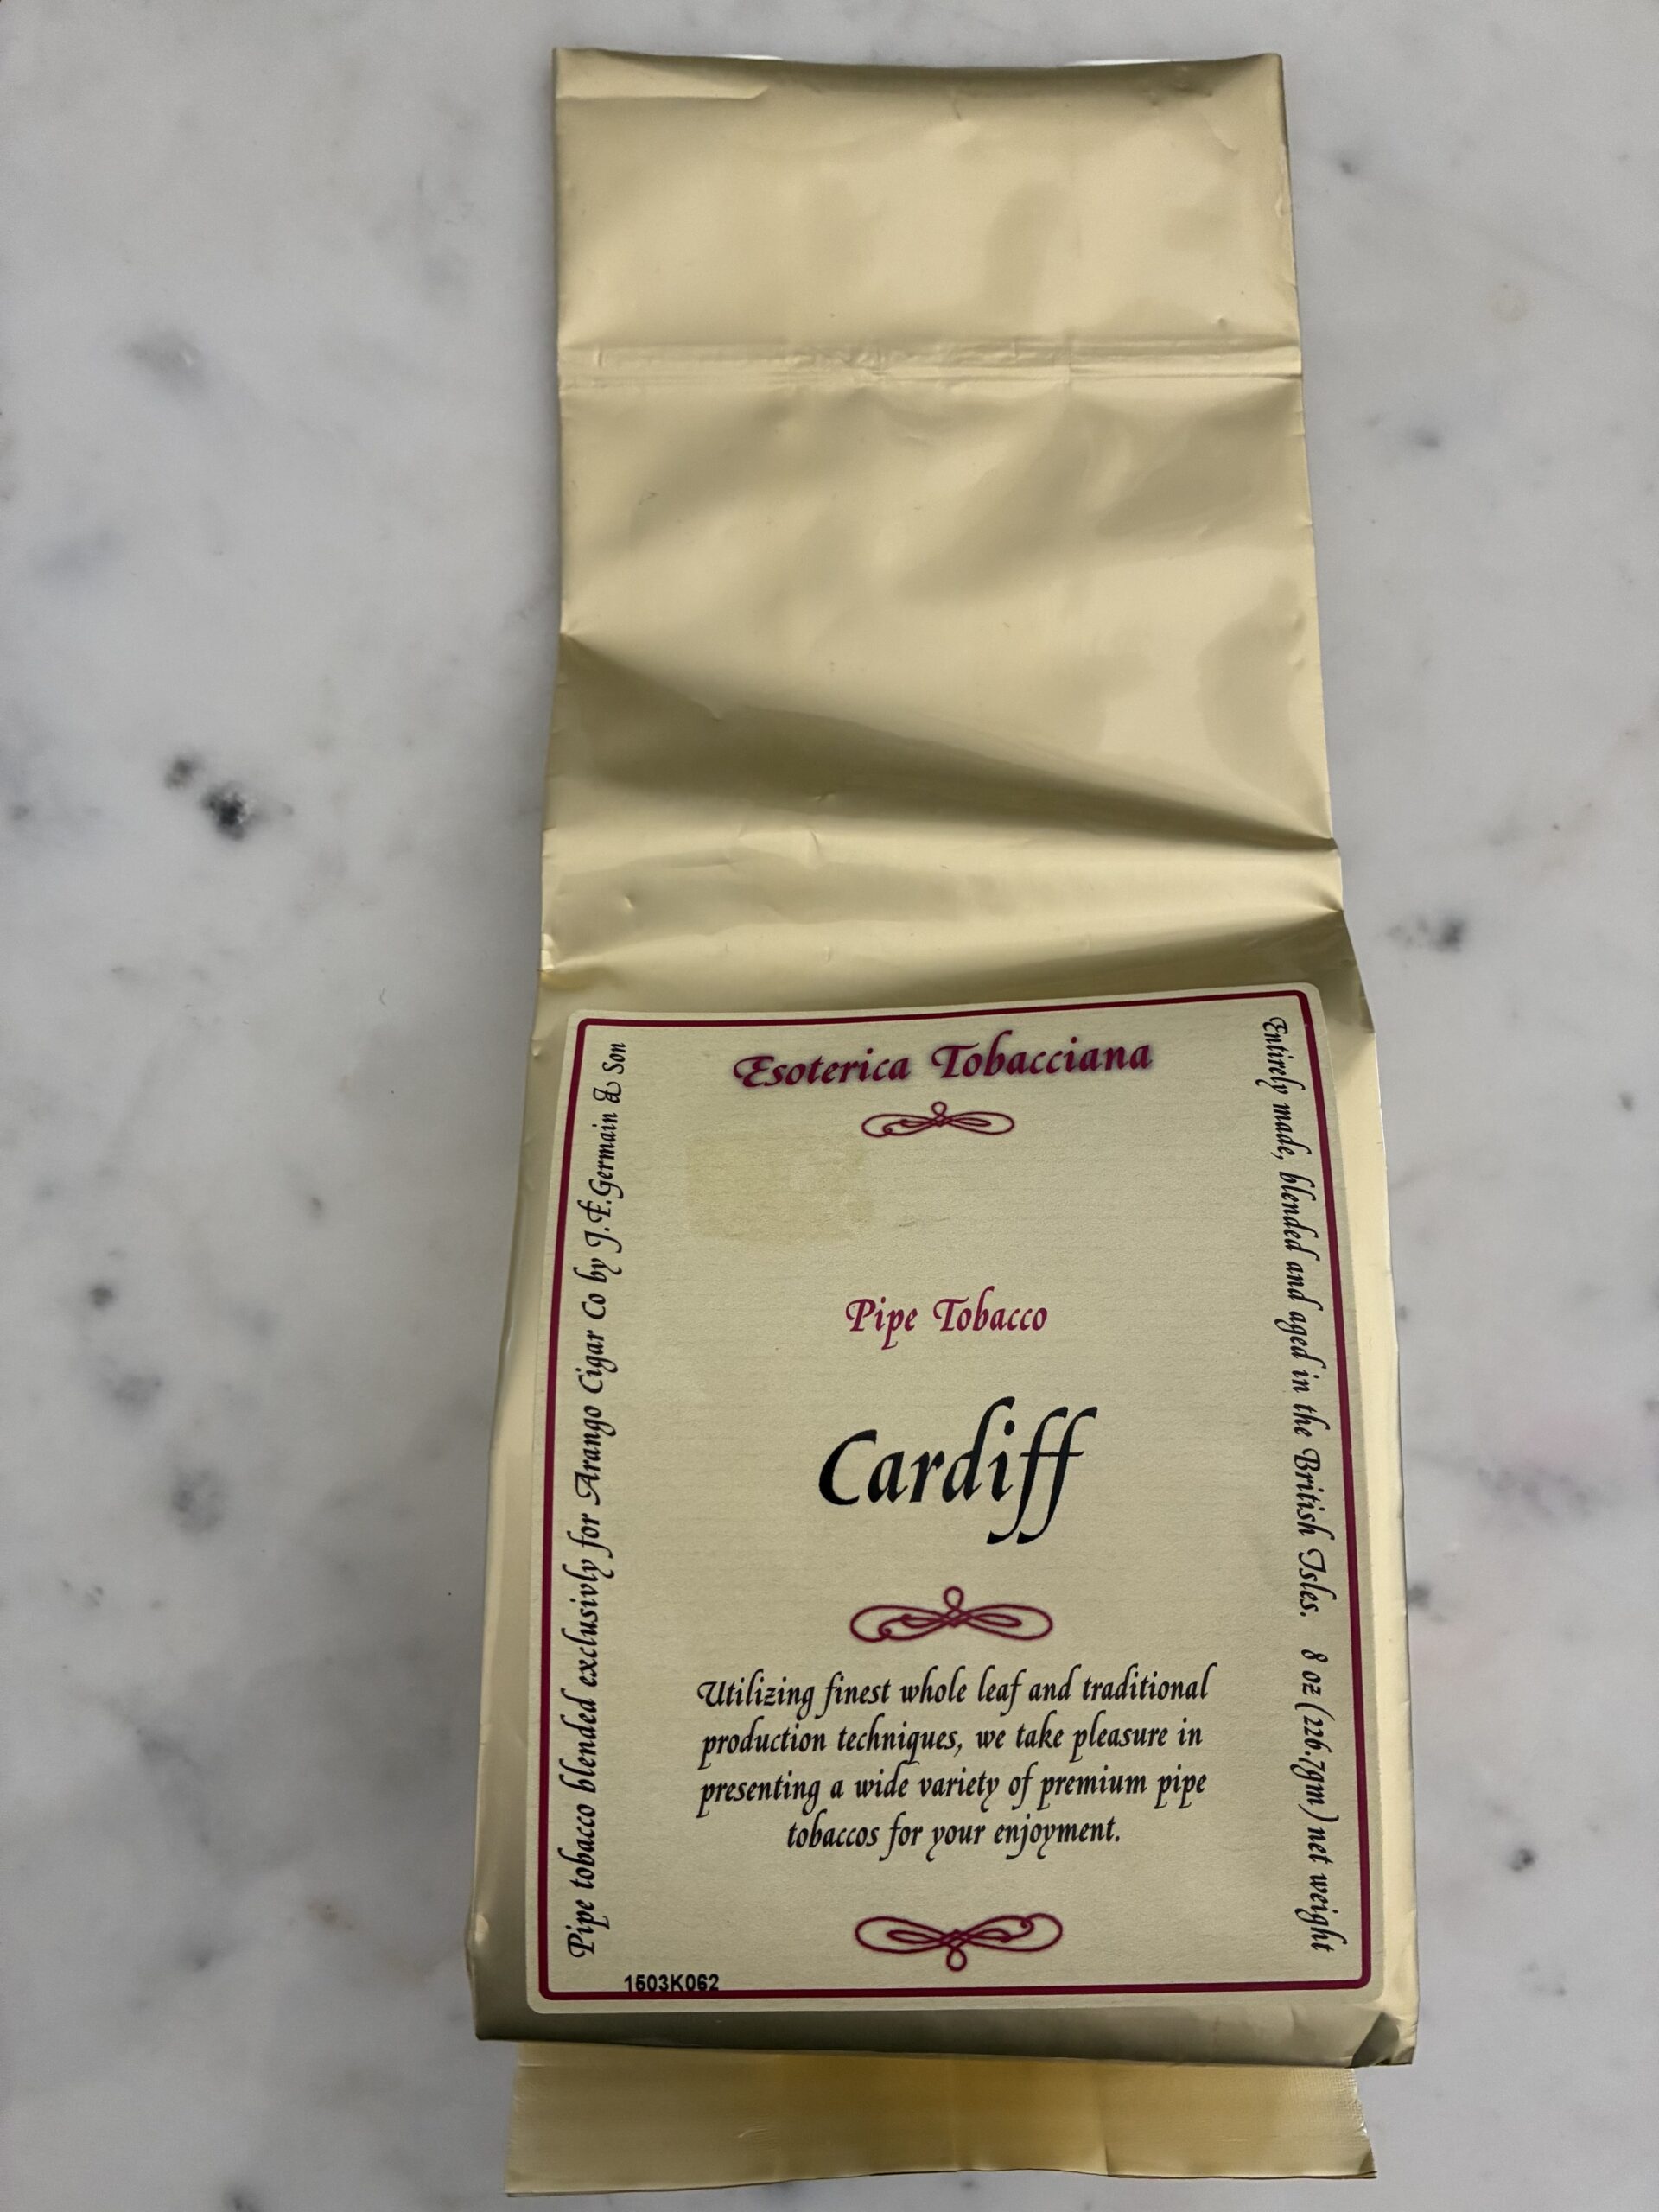 Esoterica Tobacciana
Pipe tobacco blended exclusivly for Arango Cigar Co by J.F.Germain & Son
Entirely made, blended and aged in the British Isles. 8 oz (226.7gm) net weight
Pipe Tobacco
Cardiff
Utilizing finest whole leaf and traditional
production techniques, we take pleasure in
presenting a wide variety of premium pipe
tobaccos for your enjoyment.
1503K062